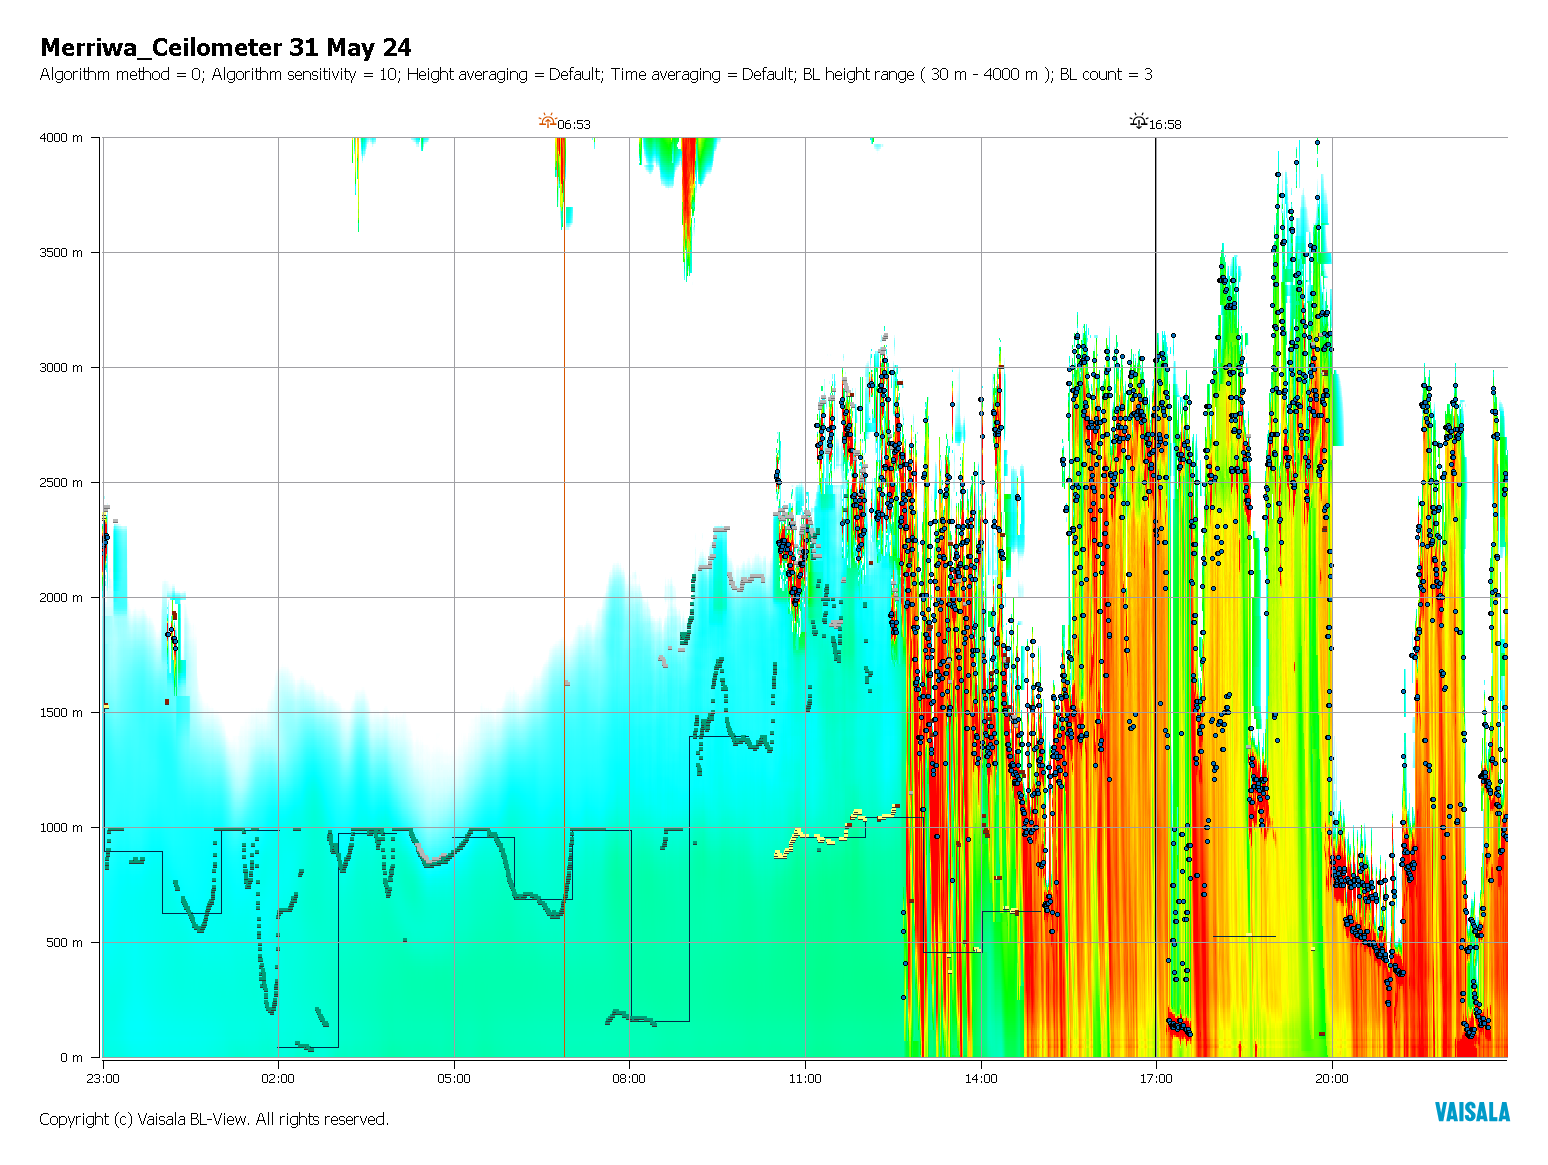 Merriwa_Ceilometer 31 May 24
Algorithm method = 0; Algorithm sensitivity = 10; Height averaging = Default; Time averaging = Default; BL height range ( 30 m - 4000 m ); BL count = 3
06:53
16:58
4000 m
3500 m
3000 m
2500 m
2000 m
1500 m
1000 m
500 m
0 m
23:00 02:00 05:00 08:00 11:00 14:00 17:00 20:00
Copyright (c) Vaisala BL-View. All rights reserved.
VAISALA